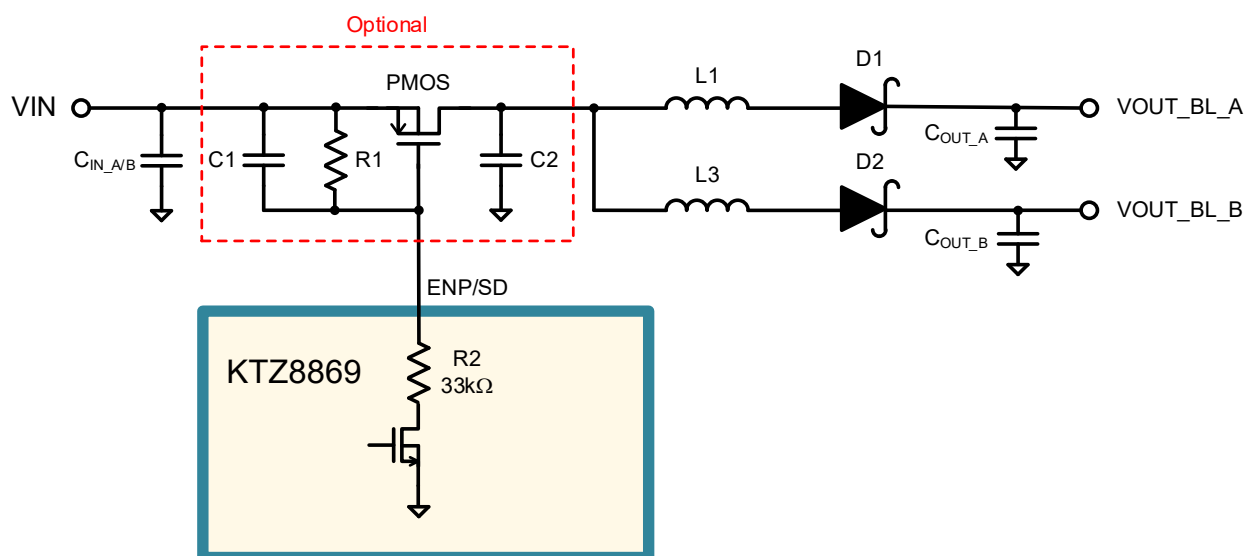 Optional
PMOS
L1
D1
VIN
VOUT_BL_A
CIN_A/B
C1
R1
C2
COUT_A
L3
D2
VOUT_BL_B
COUT_B
ENP/SD
KTZ8869
R2
33kΩ